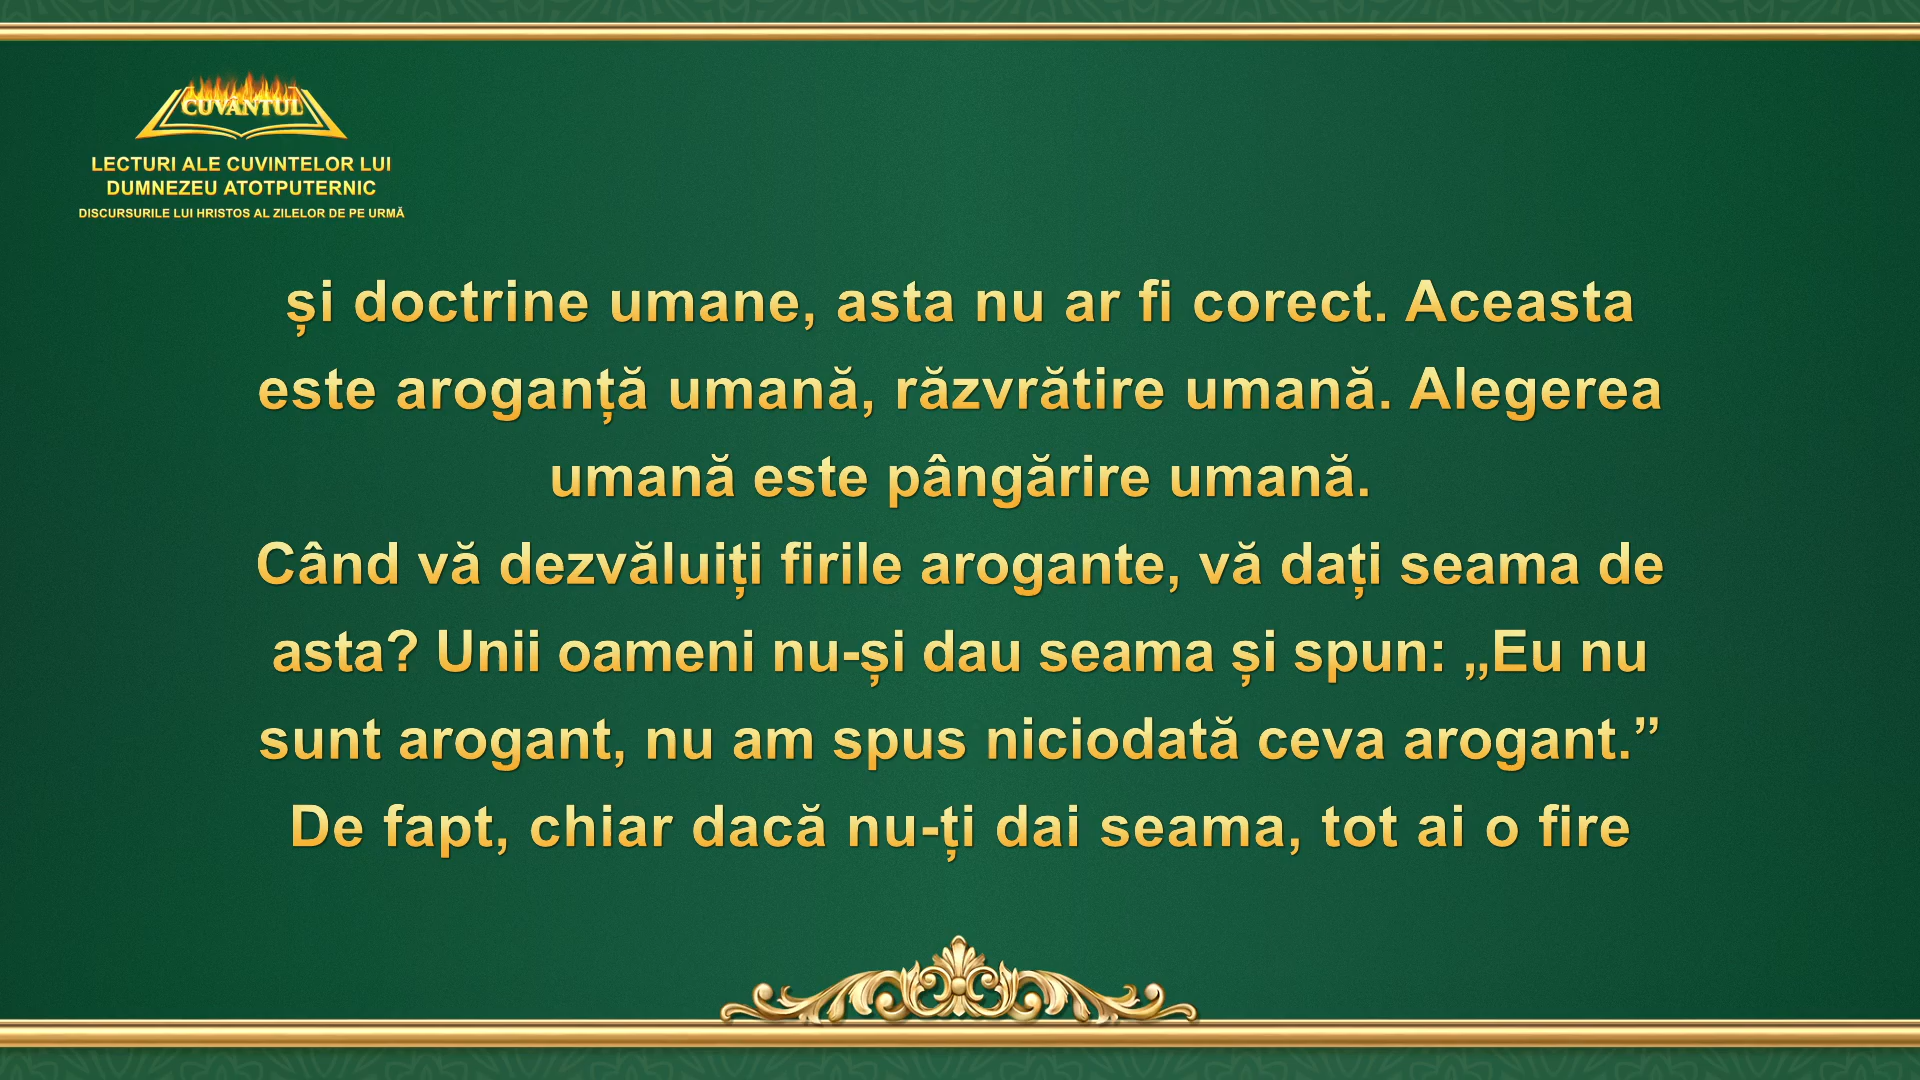 CUVÂNTUL
LECTURI ALE CUVINTELOR LUI
DUMNEZEU ATOTPUTERNIC
DISCURSURILE LUI HRISTOS AL ZILELOR DE PE URMĂ
și doctrine umane, asta nu ar fi corect. Aceasta
este aroganță umană, răzvrătire umană. Alegerea
umană este pângărire umană.
Când vă dezvăluiți firile arogante, vă dați seama de
asta? Unii oameni nu-și dau seama și spun: „Eu nu
sunt arogant, nu am spus niciodată ceva arogant.”
De fapt, chiar dacă nu-ți dai seama, tot ai o fire